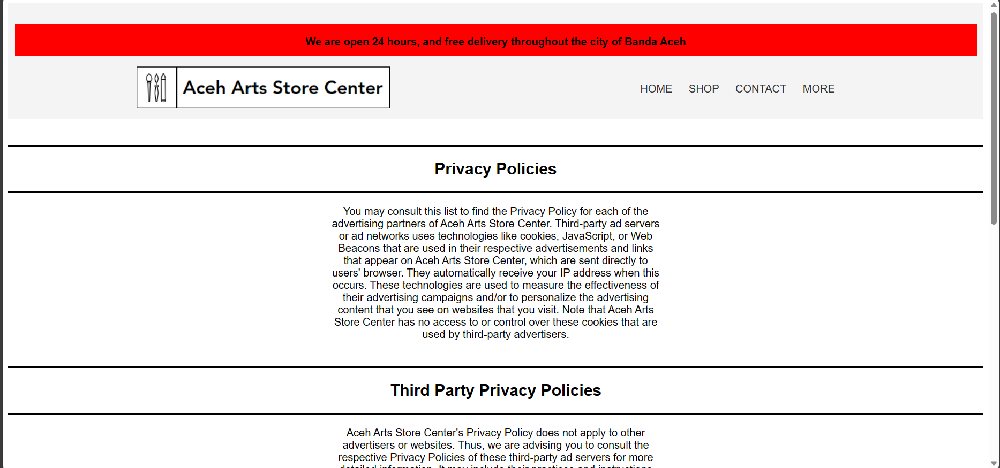 We are open 24 hours, and free delivery throughout the city of Banda Aceh
Aceh Arts Store Center
HOME SHOP CONTACT MORE
Privacy Policies
You may consult this list to find the Privacy Policy for each of the
advertising partners of Aceh Arts Store Center. Third-party ad servers
or ad networks uses technologies like cookies, JavaScript, or Web
Beacons that are used in their respective advertisements and links
that appear on Aceh Arts Store Center, which are sent directly to
users' browser. They automatically receive your IP address when this
occurs. These technologies are used to measure the effectiveness of
their advertising campaigns and/or to personalize the advertising
content that you see on websites that you visit. Note that Aceh Arts
Store Center has no access to or control over these cookies that are
used by third-party advertisers.
Third Party Privacy Policies
Aceh Arts Store Center's Privacy Policy does not apply to other
advertisers or websites. Thus, we are advising you to consult the
respective Privacy Policies of these third-party ad servers for more
detailed information. It may include their practices and instructions